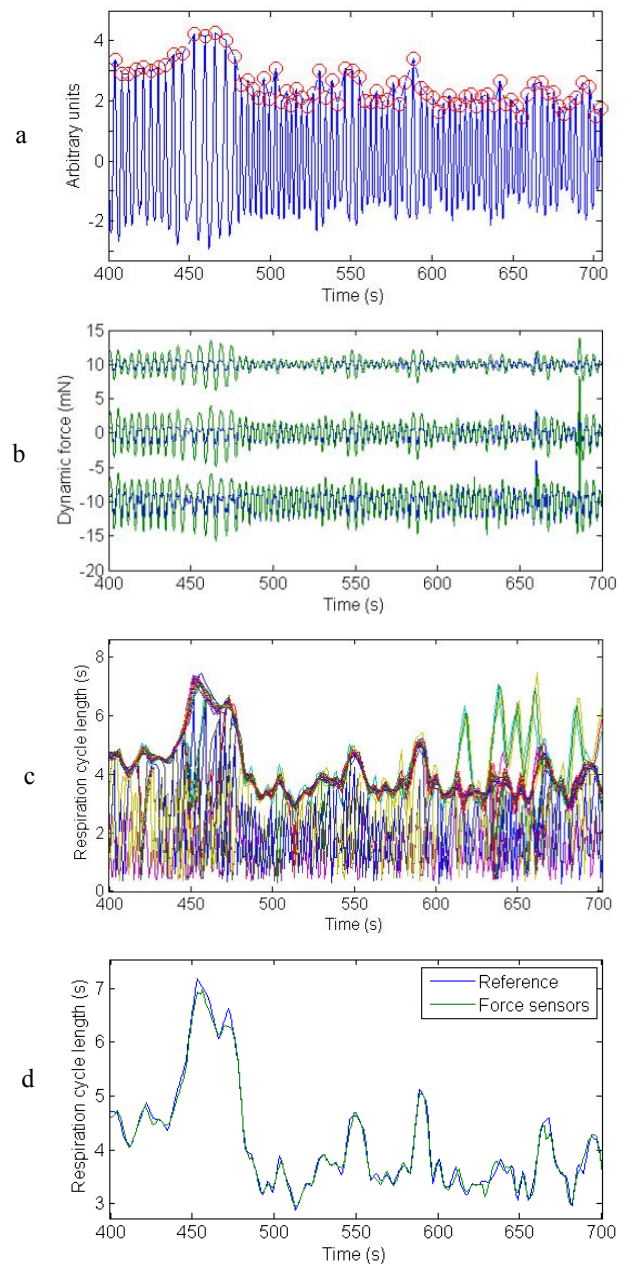 a
Arbitrary units
4
2
0
-2
400 450 500 550 600 650 700
Time (s)
b
Dynamic force (mN)
15
10
5
0
-5
-10
-15
-20
400 450 500 550 600 650 700
Time (s)
c
Respiration cycle length (s)
8
6
4
2
0
400 450 500 550 600 650 700
Time (s)
d
Respiration cycle length (s)
7
6
5
4
3
Reference
Force sensors
400 450 500 550 600 650 700
Time (s)